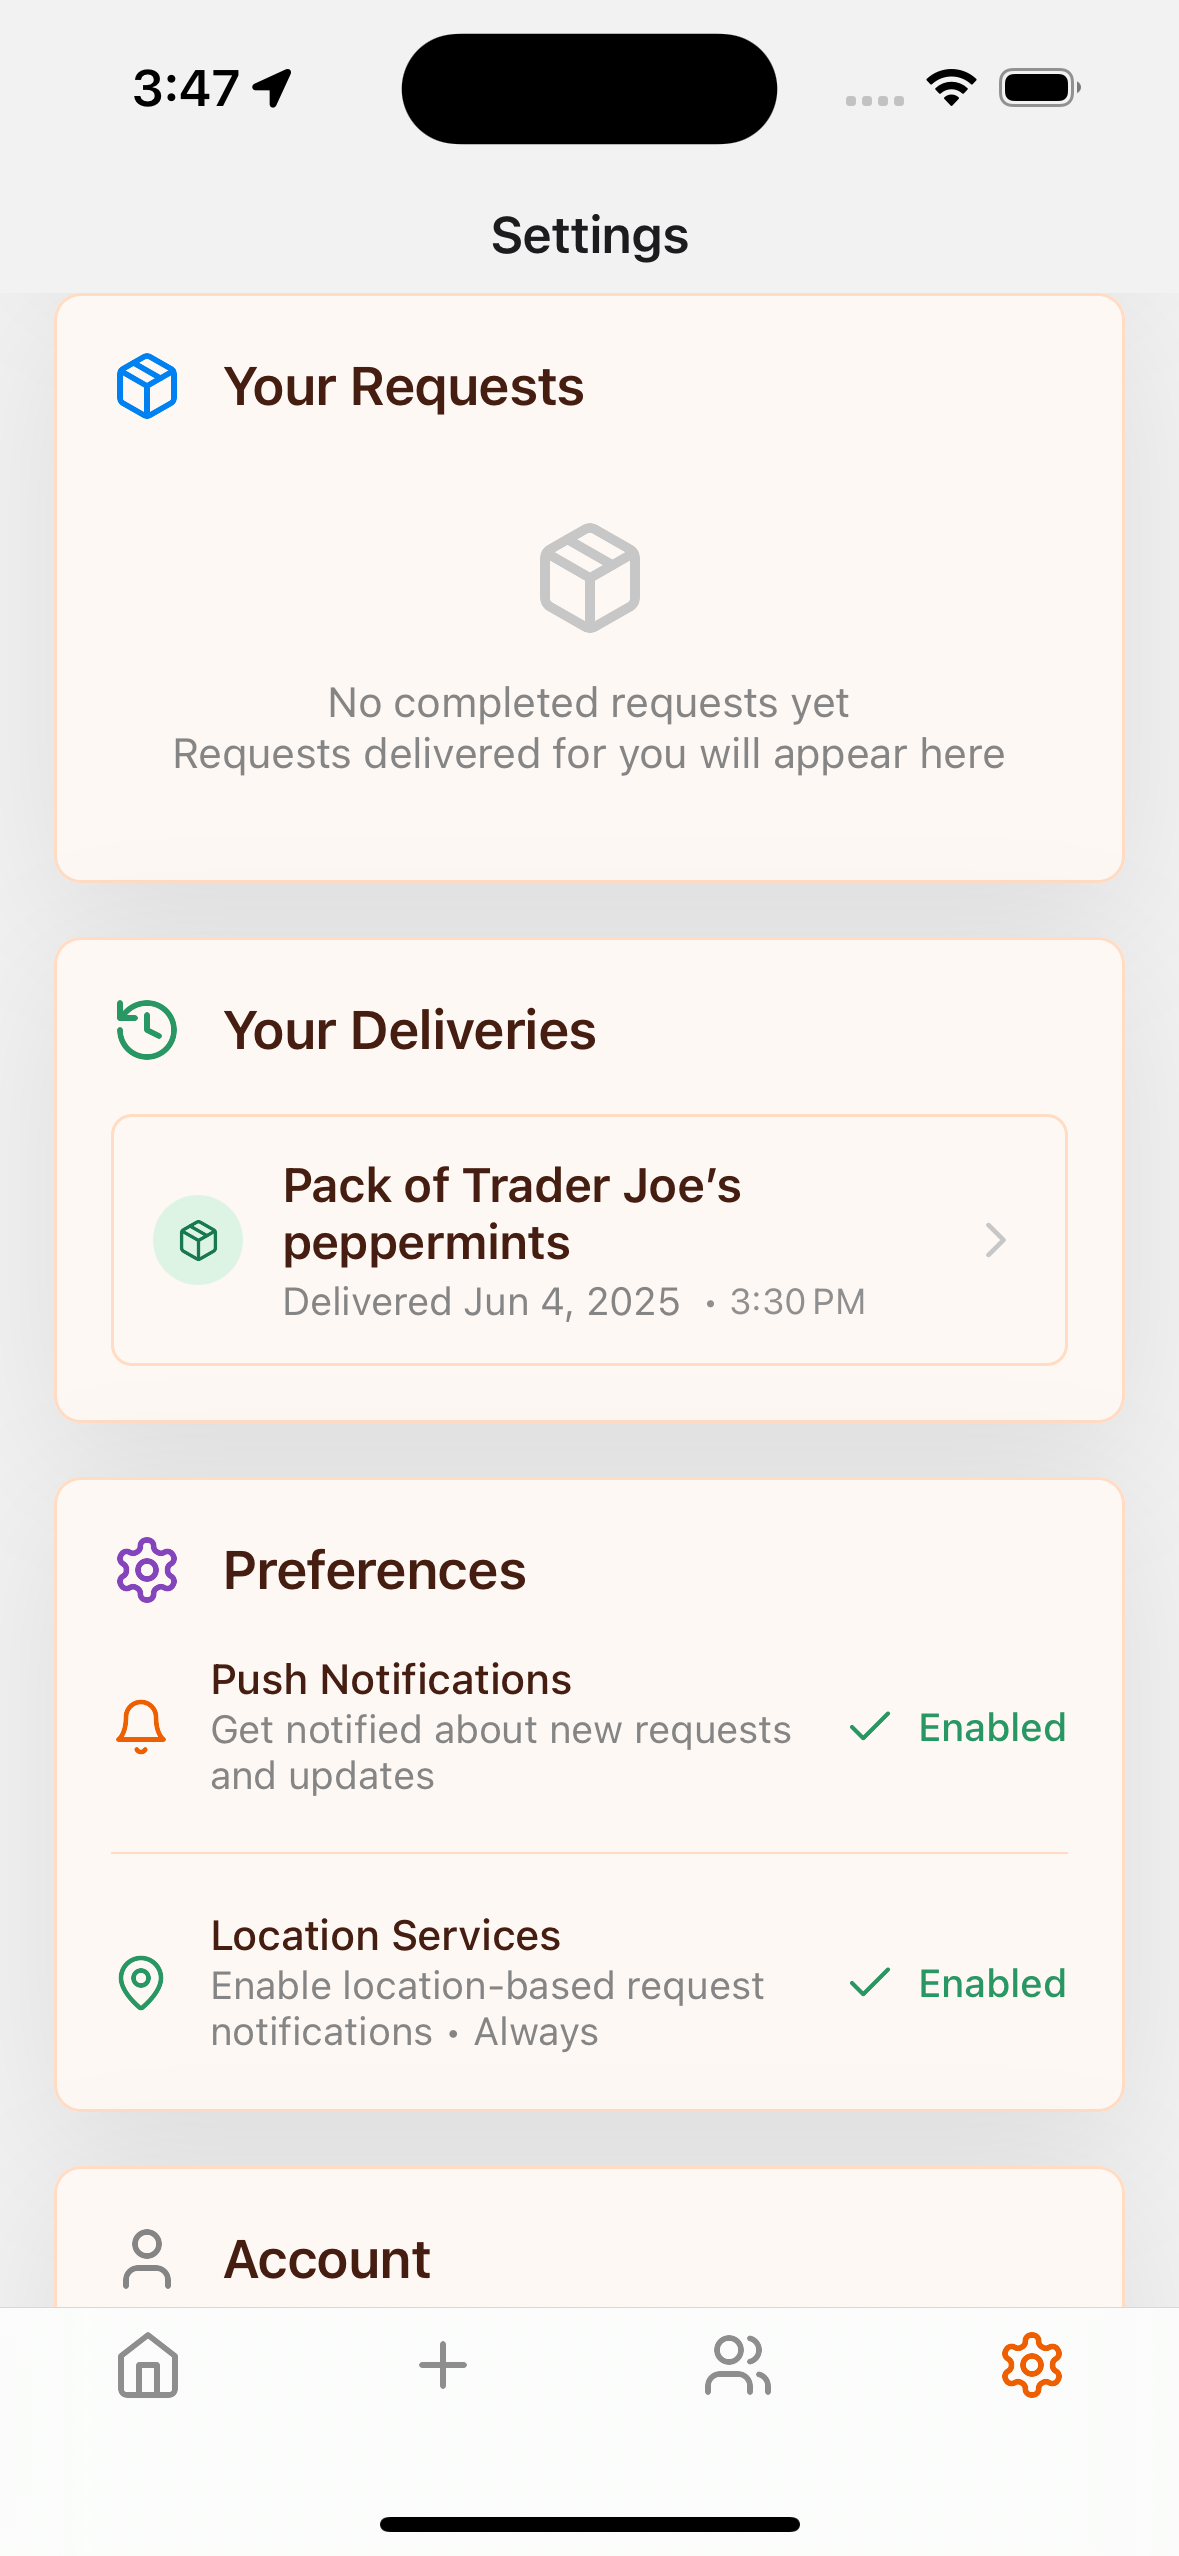 3:47
Settings
Your Requests
No completed requests yet
Requests delivered for you will appear here
Your Deliveries
Pack of Trader Joe’s
peppermints
Delivered Jun 4, 2025 • 3:30 PM
Preferences
Push Notifications
Get notified about new requests
and updates
Enabled
Location Services
Enable location-based request
notifications • Always
Enabled
Account